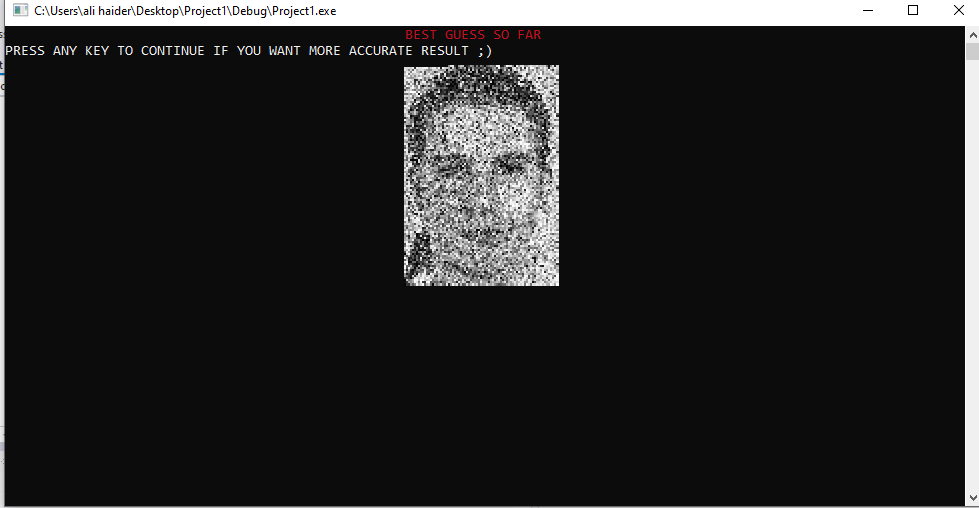 C:\Users\ali haider\Desktop\Project1\Debug\Project1.exe
BEST GUESS SO FAR
PRESS ANY KEY TO CONTINUE IF YOU WANT MORE ACCURATE RESULT ;)